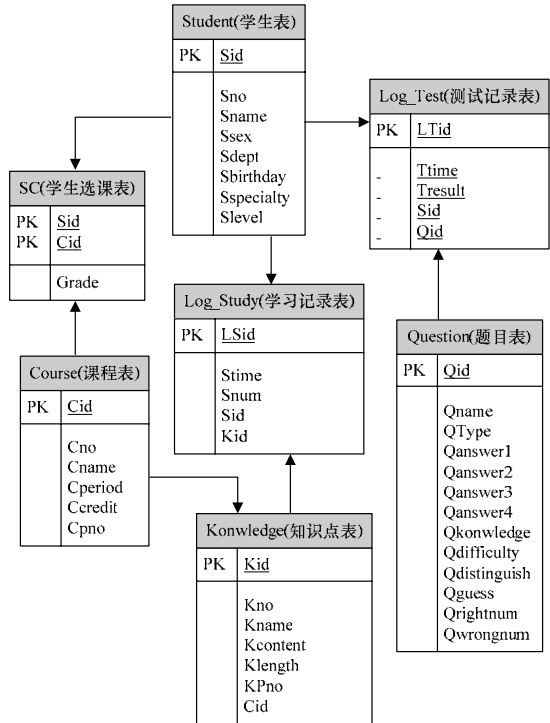 Student(学生表)
PK Sid
Sno
Sname
Ssex
Sdept
Sbirthday
Sspecialty
Slevel
Log_Test(测试记录表)
PK LTid
- Ttime
- Tresult
- Sid
- Qid
SC(学生选课表)
PK Sid
PK Cid
Grade
Log_Study(学习记录表)
PK LSid
Stime
Snum
Sid
Kid
Course(课程表)
PK Cid
Cno
Cname
Cperiod
Ccredit
Cpno
Question(题目表)
PK Qid
Qname
QType
Qanswer1
Qanswer2
Qanswer3
Qanswer4
Qkonwledge
Qdifficulty
Qdistinguish
Qguess
Qrightnum
Qwrongnum
Konwledge(知识点表)
PK Kid
Kno
Kname
Kcontent
Klength
KPno
Cid